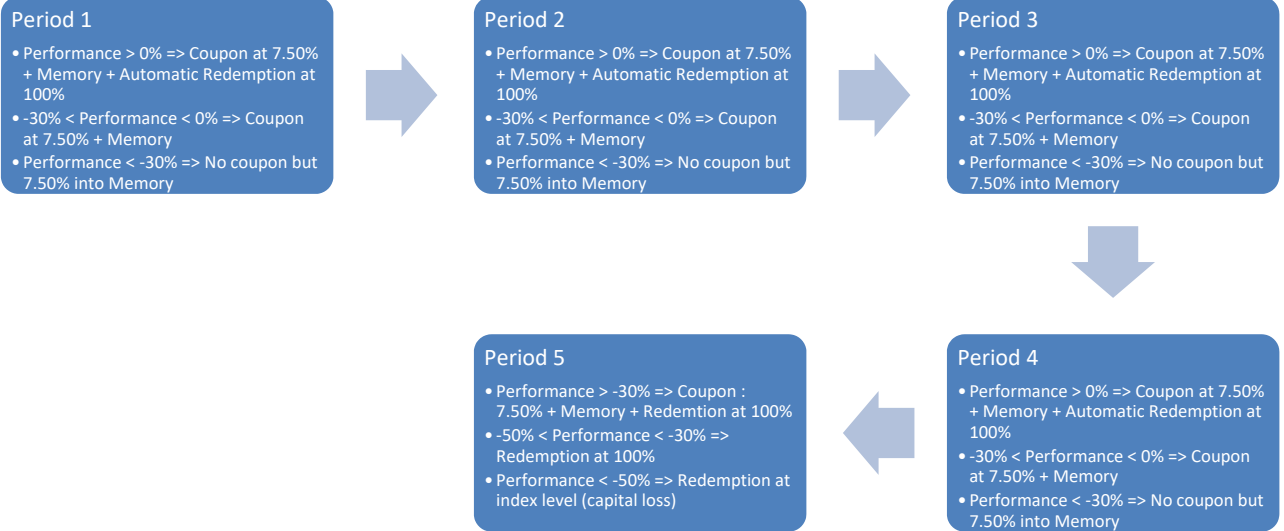 Period 1
• Performance > 0% => Coupon at 7.50%
+ Memory + Automatic Redemption at
100%
• -30% < Performance < 0% => Coupon
at 7.50% + Memory
• Performance < -30% => No coupon but
7.50% into Memory
Period 2
• Performance > 0% => Coupon at 7.50%
+ Memory + Automatic Redemption at
100%
• -30% < Performance < 0% => Coupon
at 7.50% + Memory
• Performance < -30% => No coupon but
7.50% into Memory
Period 3
• Performance > 0% => Coupon at 7.50%
+ Memory + Automatic Redemption at
100%
• -30% < Performance < 0% => Coupon
at 7.50% + Memory
• Performance < -30% => No coupon but
7.50% into Memory
Period 4
• Performance > 0% => Coupon at 7.50%
+ Memory + Automatic Redemption at
100%
• -30% < Performance < 0% => Coupon
at 7.50% + Memory
• Performance < -30% => No coupon but
7.50% into Memory
Period 5
• Performance > -30% => Coupon :
7.50% + Memory + Redemtion at 100%
• -50% < Performance < -30% =>
Redemption at 100%
• Performance < -50% => Redemption at
index level (capital loss)